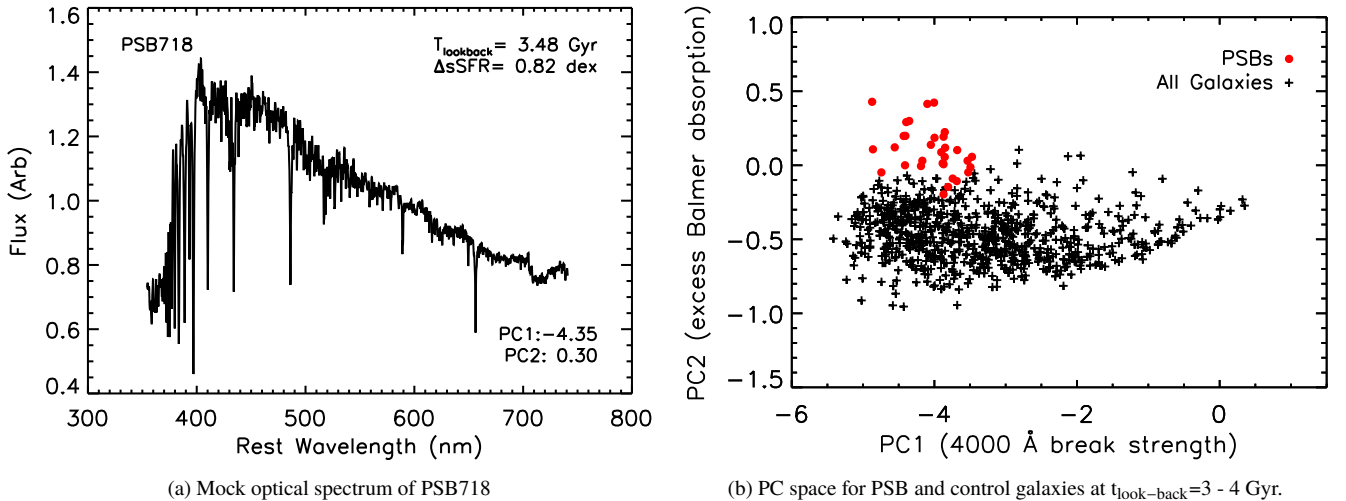 1.6
1.4
1.2
1.0
0.8
0.6
0.4
300 400 500 600 700 800
Flux (Arb)
Rest Wavelength (nm)
PSB718
T_lookback= 3.48 Gyr
ΔsSFR= 0.82 dex
PC1:−4.35
PC2: 0.30
(a) Mock optical spectrum of PSB718
1.0
0.5
0.0
−0.5
−1.0
−1.5
−6 −4 −2 0
PC2 (excess Balmer absorption)
PC1 (4000 Å break strength)
PSBs
All Galaxies
(b) PC space for PSB and control galaxies at t_look−back=3 - 4 Gyr.